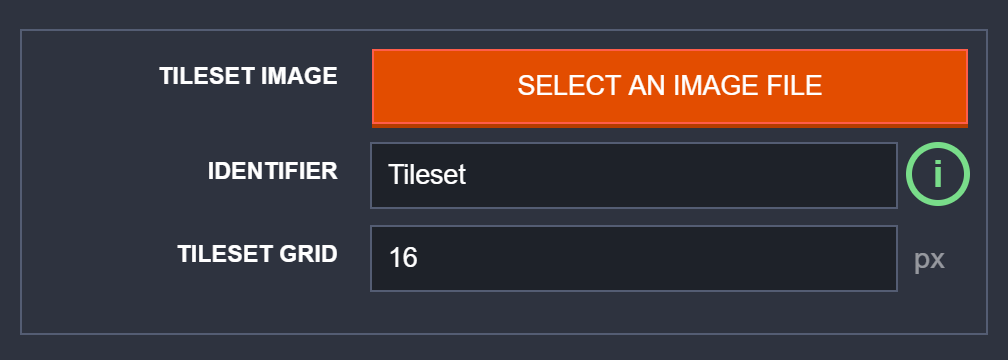 TILESET IMAGE SELECT AN IMAGE FILE
IDENTIFIER Tileset i
TILESET GRID 16 px